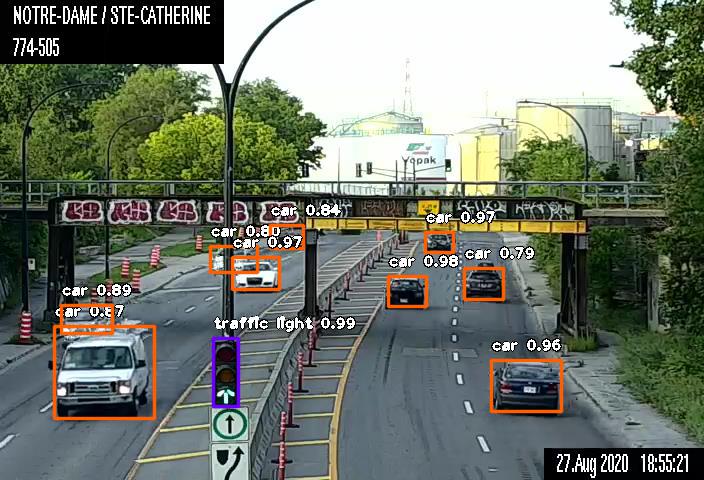 NOTRE-DAME / STE-CATHERINE
774-505
Yopak
car 0.84
car 0.97
car 0.80
car 0.97
car 0.98
car 0.79
car 0.89
car 0.87
traffic light 0.99
car 0.96
27.Aug 2020 18:55:21